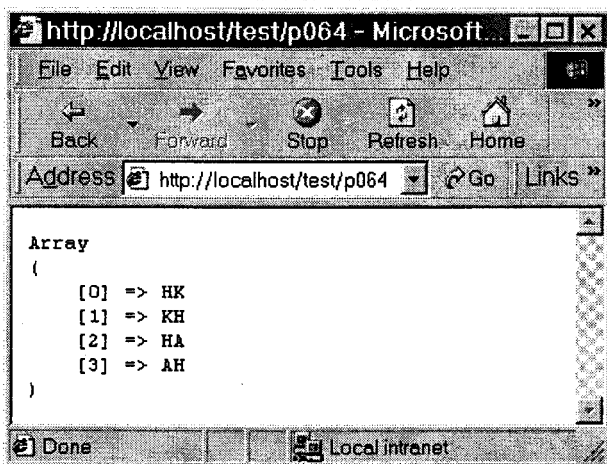 http://localhost/test/p064 - Microsoft...
File Edit View Favorites Tools Help
Back Forward Stop Refresh Home »
Address http://localhost/test/p064 Go Links »
Array
(
[0] => HK
[1] => KH
[2] => HA
[3] => AH
)
Done Local intranet